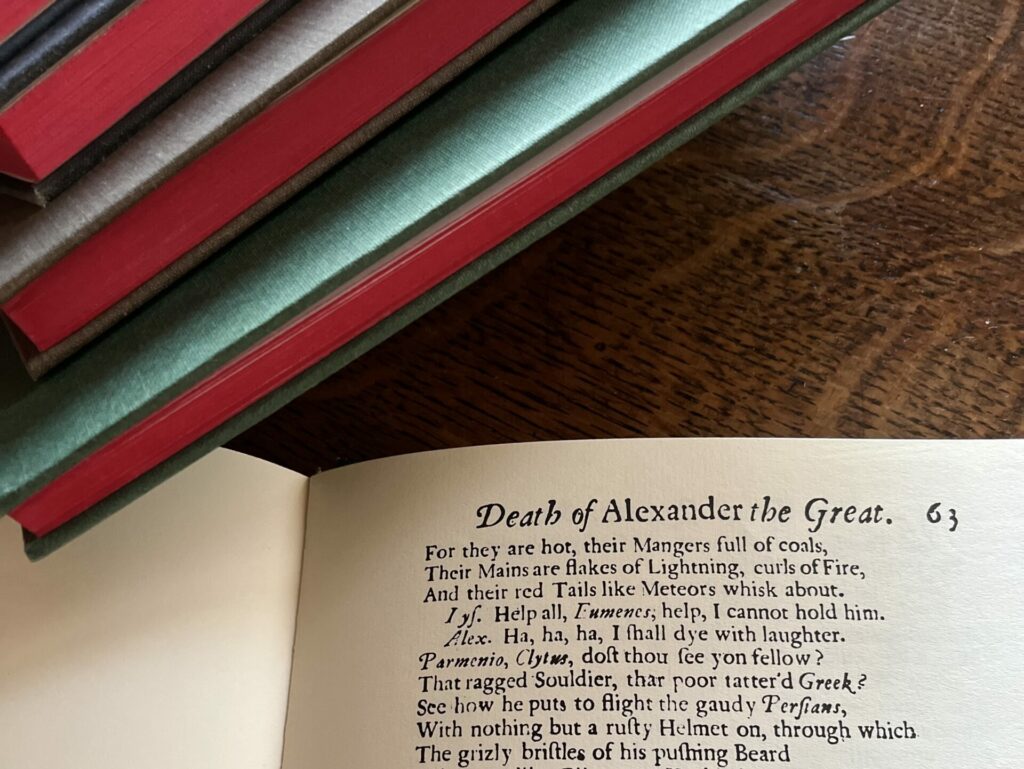 Death of Alexander the Great. 63
For they are hot, their Mangers full of coals,
Their Mains are flakes of Lightning, curls of Fire,
And their red Tails like Meteors whisk about.
Lyſ. Help all, Eumenes, help, I cannot hold him.
Alex. Ha, ha, ha, I ſhall dye with laughter.
Parmenio, Clytus, doſt thou ſee yon fellow?
That ragged Souldier, that poor tatter'd Greek?
See how he puts to flight the gaudy Perſians,
With nothing but a ruſty Helmet on, through which
The grizly briſtles of his puſhing Beard